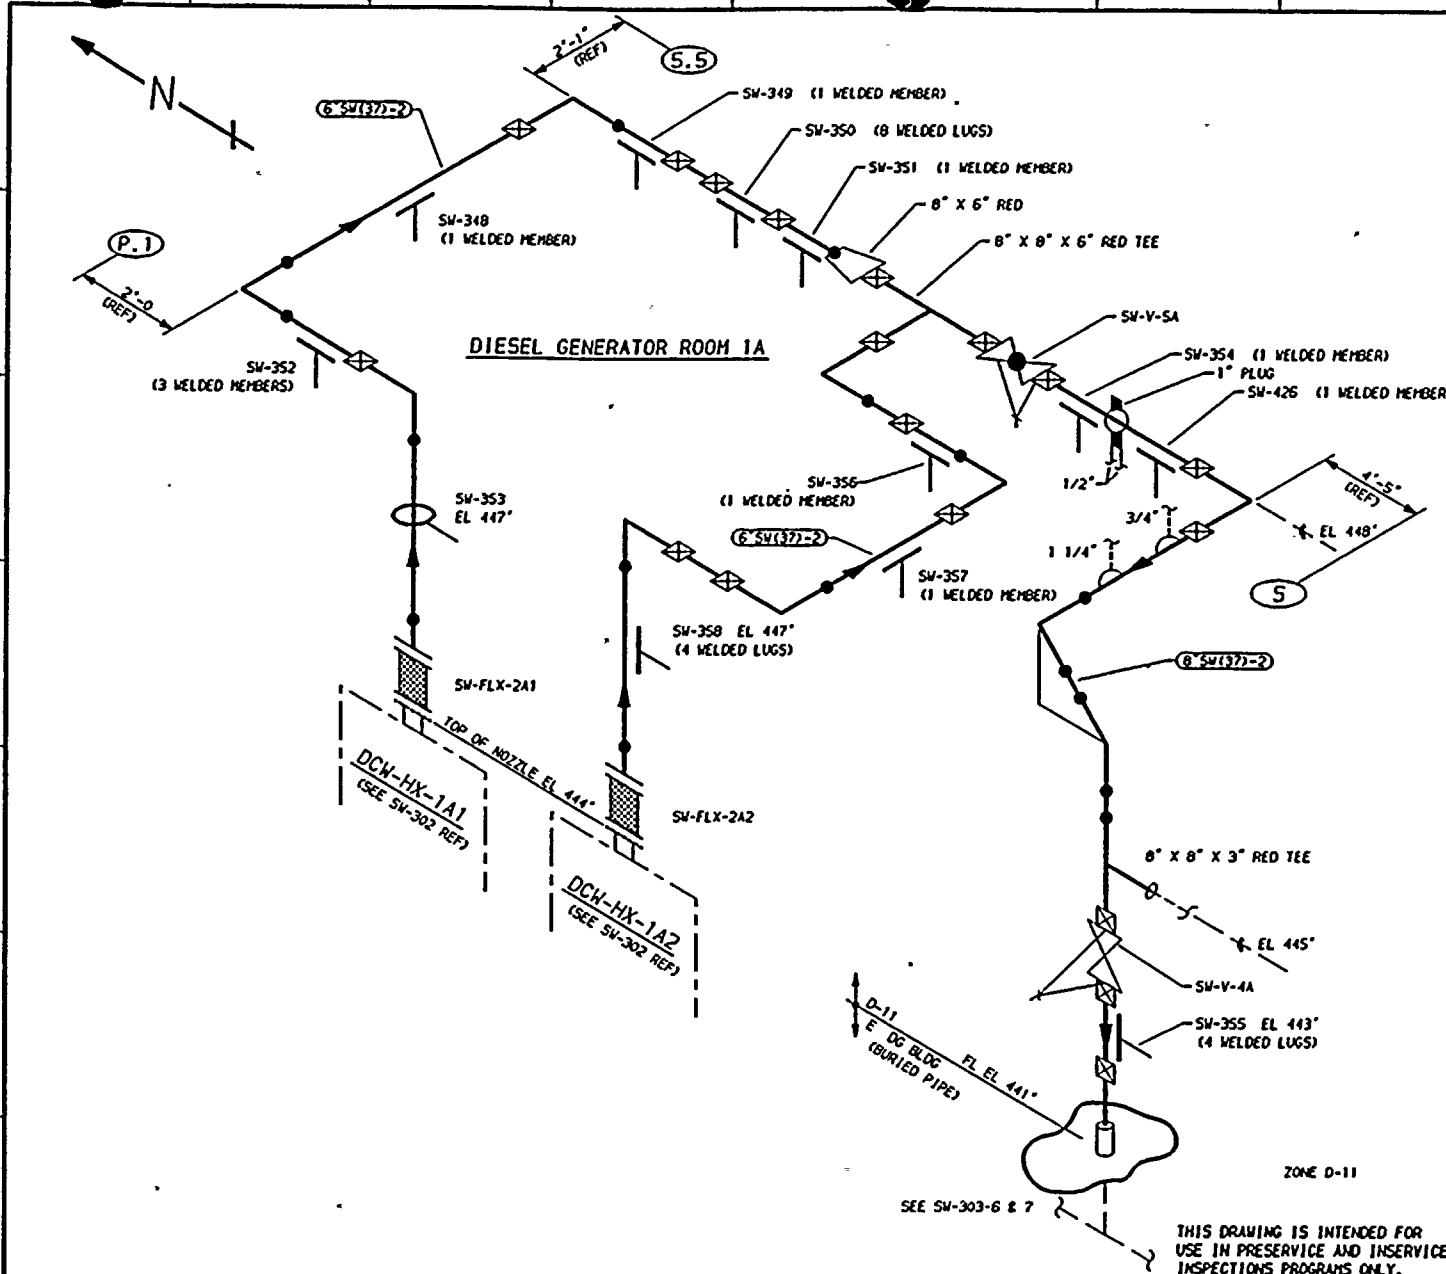 N
2'-1"
(REF)
5.5
6"SW(37)-2
SW-349 (1 WELDED MEMBER)
SW-350 (8 WELDED LUGS)
SW-351 (1 WELDED MEMBER)
8" X 6" RED
8" X 8" X 6" RED TEE
SW-348
(1 WELDED MEMBER)
P.1
2'-0
(REF)
DIESEL GENERATOR ROOM 1A
SW-V-5A
SW-352
(3 WELDED MEMBERS)
SW-354 (1 WELDED MEMBER)
1" PLUG
SW-426 (1 WELDED MEMBER
SW-356
(1 WELDED MEMBER)
1/2"
4'-5"
(REF)
SW-353
EL 447'
3/4"
EL 448'
6"SW(37)-2
1 1/4"
SW-357
(1 WELDED MEMBER)
S
SW-358 EL 447'
(4 WELDED LUGS)
8"SW(37)-2
SW-FLX-2A1
TOP OF NOZZLE EL 444'
DCW-HX-1A1
(SEE SW-302 REF)
SW-FLX-2A2
8" X 8" X 3" RED TEE
DCW-HX-1A2
(SEE SW-302 REF)
EL 445'
SW-V-4A
D-11
E DG BLDG
(BURIED PIPE)
FL EL 441'
SW-355 EL 443'
(4 WELDED LUGS)
ZONE D-11
SEE SW-303-6 & 7
THIS DRAWING IS INTENDED FOR
USE IN PRESERVICE AND INSERVICE
INSPECTIONS PROGRAMS ONLY.